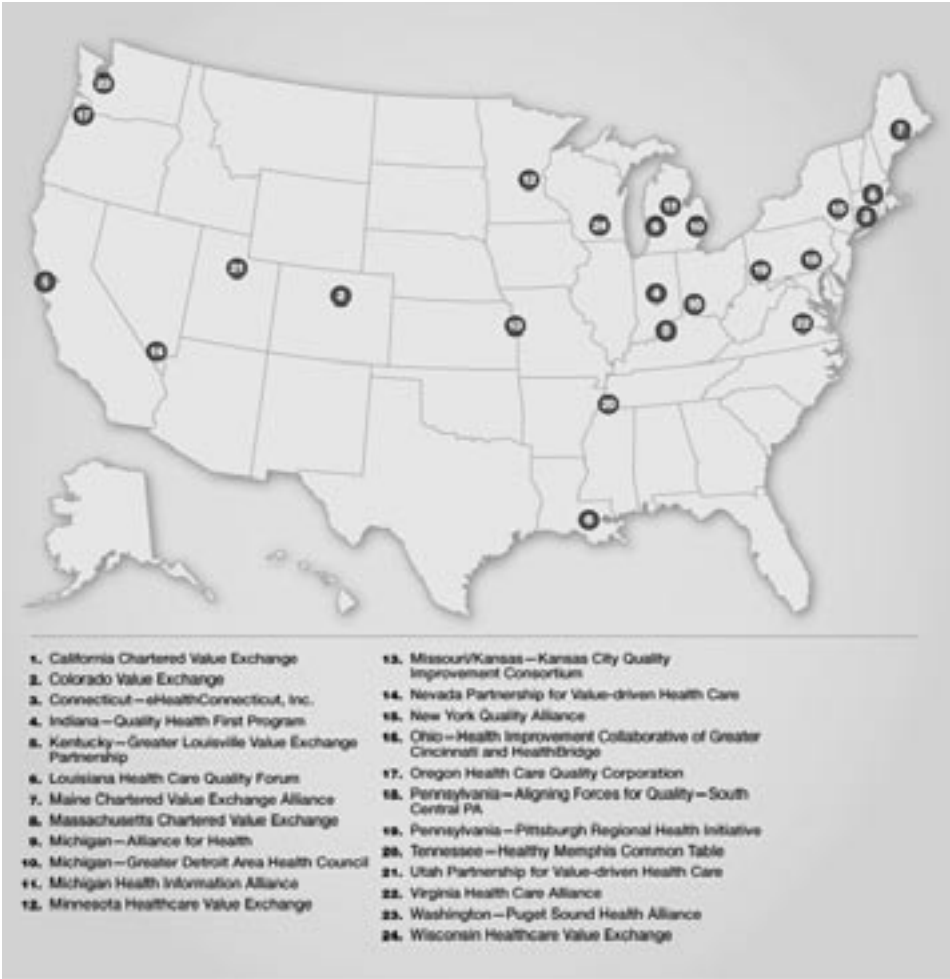 1. California Chartered Value Exchange
2. Colorado Value Exchange
3. Connecticut—eHealthConnecticut, Inc.
4. Indiana—Quality Health First Program
5. Kentucky—Greater Louisville Value Exchange
Partnership
6. Louisiana Health Care Quality Forum
7. Maine Chartered Value Exchange Alliance
8. Massachusetts Chartered Value Exchange
9. Michigan—Alliance for Health
10. Michigan—Greater Detroit Area Health Council
11. Michigan Health Information Alliance
12. Minnesota Healthcare Value Exchange
13. Missouri/Kansas—Kansas City Quality
Improvement Consortium
14. Nevada Partnership for Value-driven Health Care
15. New York Quality Alliance
16. Ohio—Health Improvement Collaborative of Greater
Cincinnati and HealthBridge
17. Oregon Health Care Quality Corporation
18. Pennsylvania—Aligning Forces for Quality—South
Central PA
19. Pennsylvania—Pittsburgh Regional Health Initiative
20. Tennessee—Healthy Memphis Common Table
21. Utah Partnership for Value-driven Health Care
22. Virginia Health Care Alliance
23. Washington—Puget Sound Health Alliance
24. Wisconsin Healthcare Value Exchange